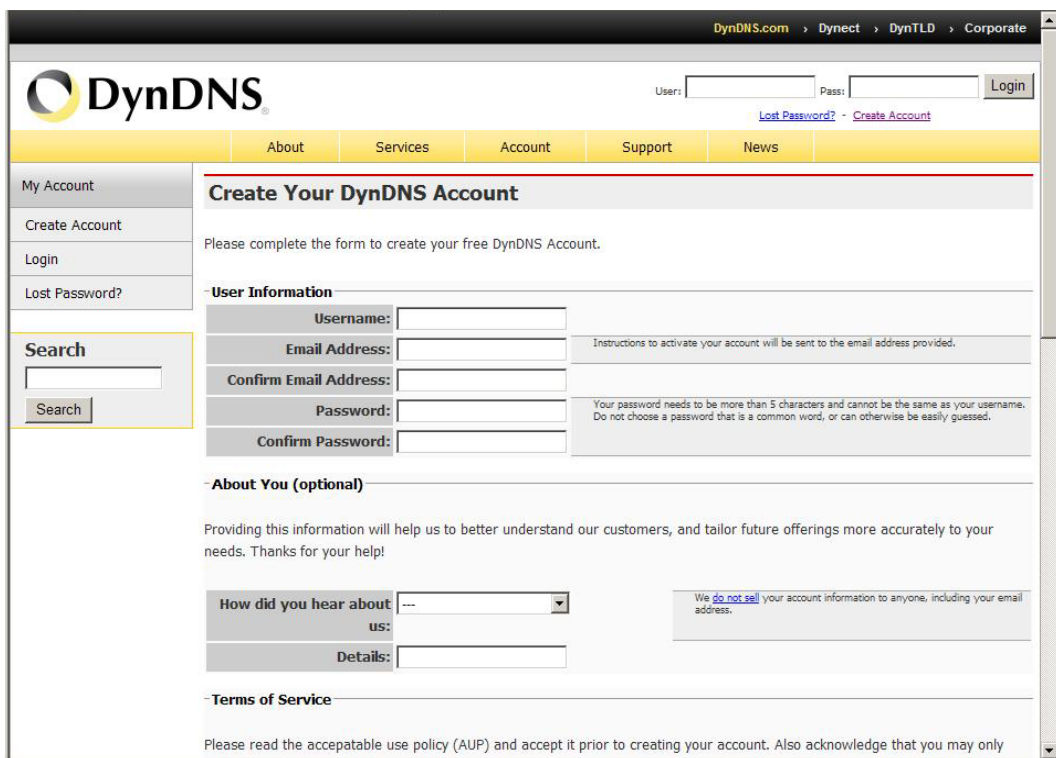 DynDNS.com › Dynect › DynTLD › Corporate
DynDNS®
User: Pass: Login
Lost Password? - Create Account
About Services Account Support News
My Account
Create Account
Login
Lost Password?
Search
Search
Create Your DynDNS Account
Please complete the form to create your free DynDNS Account.
User Information
Username:
Email Address:
Instructions to activate your account will be sent to the email address provided.
Confirm Email Address:
Password:
Your password needs to be more than 5 characters and cannot be the same as your username.
Do not choose a password that is a common word, or can otherwise be easily guessed.
Confirm Password:
About You (optional)
Providing this information will help us to better understand our customers, and tailor future offerings more accurately to your
needs. Thanks for your help!
How did you hear about
us:
---
We do not sell your account information to anyone, including your email
address.
Details:
Terms of Service
Please read the accepatable use policy (AUP) and accept it prior to creating your account. Also acknowledge that you may only